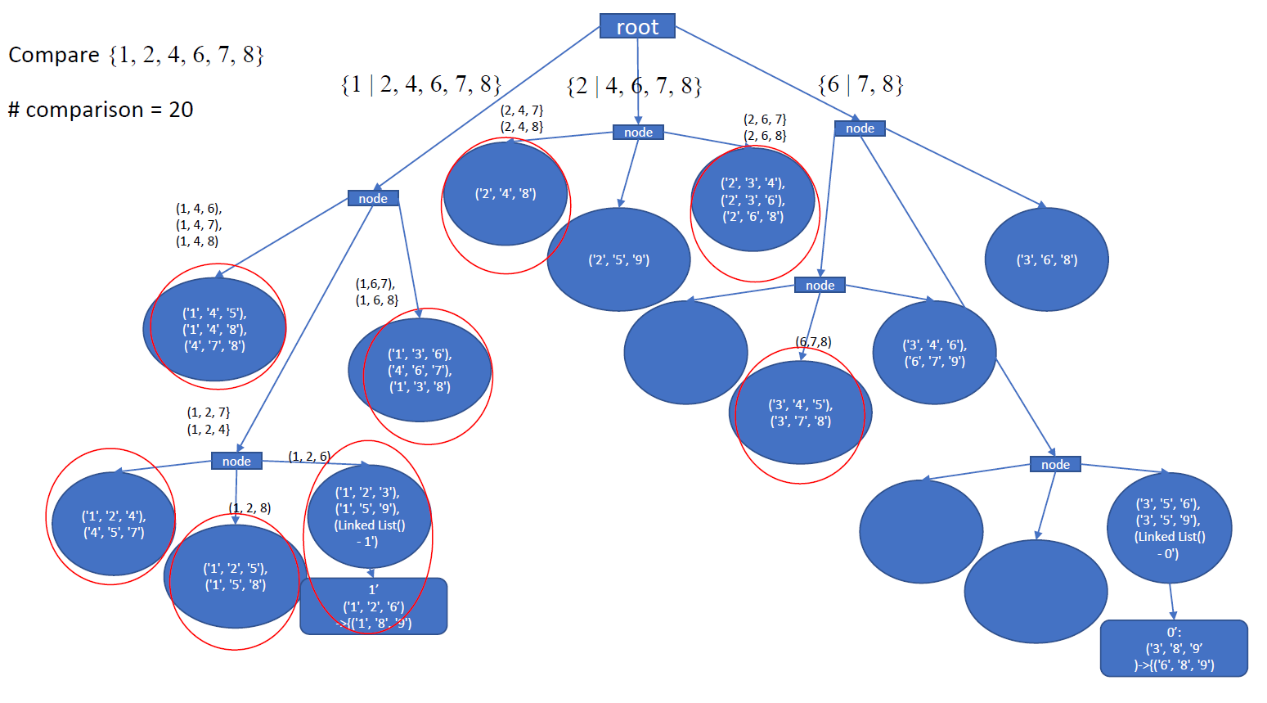 root
Compare {1, 2, 4, 6, 7, 8}
# comparison = 20
{1 | 2, 4, 6, 7, 8}
{2 | 4, 6, 7, 8}
{6 | 7, 8}
(2, 4, 7}
(2, 4, 8}
(2, 6, 7}
(2, 6, 8}
node
node
node
('2', '4', '8')
('2', '3', '4'),
('2', '3', '6'),
('2', '6', '8')
('2', '5', '9')
('3', '6', '8')
(1, 4, 6),
(1, 4, 7),
(1, 4, 8}
(1,6,7),
(1, 6, 8}
node
('1', '4', '5'),
('1', '4', '8'),
('4', '7', '8')
('1', '3', '6'),
('4', '6', '7'),
('1', '3', '8')
(6,7,8)
('3', '4', '6'),
('6', '7', '9')
('3', '4', '5'),
('3', '7', '8')
(1, 2, 7}
(1, 2, 4}
node
(1, 2, 6)
node
('1', '2', '4'),
('4', '5', '7')
(1, 2, 8)
('1', '2', '5'),
('1', '5', '8')
('1', '2', '3'),
('1', '5', '9'),
(Linked List()
- 1')
1’
('1', '2', '6')
->[('1', '8', '9')
('3', '5', '6'),
('3', '5', '9'),
(Linked List()
- 0')
0’:
('3', '8', '9’
)->{('6', '8', '9')